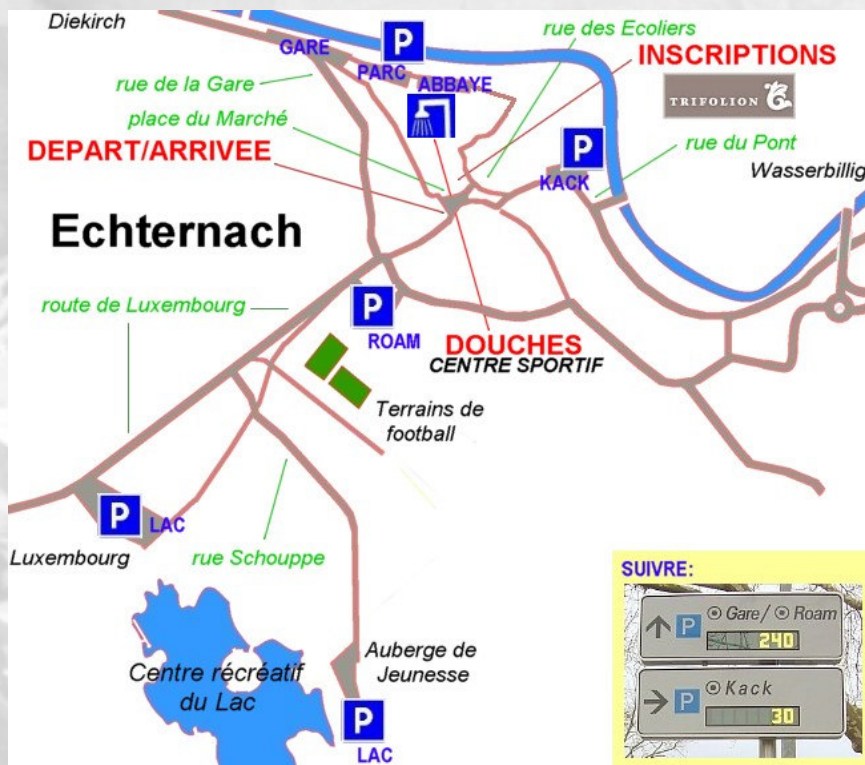 Diekirch
GARE
P
PARC
ABBAYE
rue des Ecoliers
INSCRIPTIONS
TRIFOLION
rue de la Gare
place du Marché
DEPART/ARRIVEE
P
KACK
rue du Pont
Wasserbillig
Echternach
route de Luxembourg
P
ROAM
DOUCHES
CENTRE SPORTIF
Terrains de
football
P
LAC
Luxembourg
rue Schouppe
Centre récréatif
du Lac
Auberge de
Jeunesse
P
LAC
SUIVRE:
P Gare/ Roam
240
P Kack
30